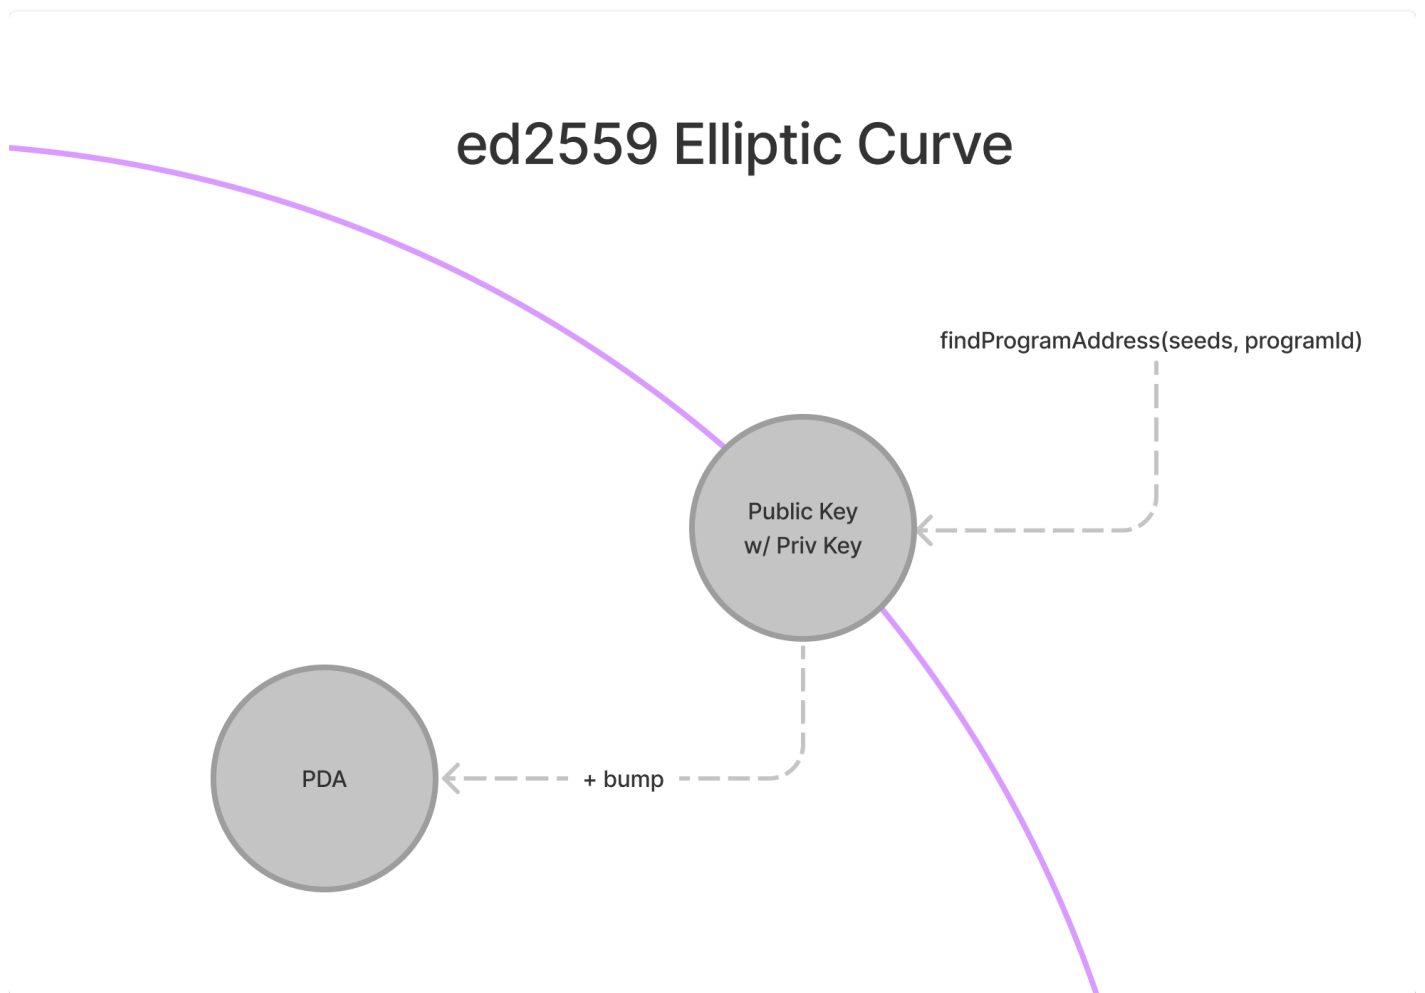 ed2559 Elliptic Curve
findProgramAddress(seeds, programId)
Public Key
w/ Priv Key
PDA
+ bump